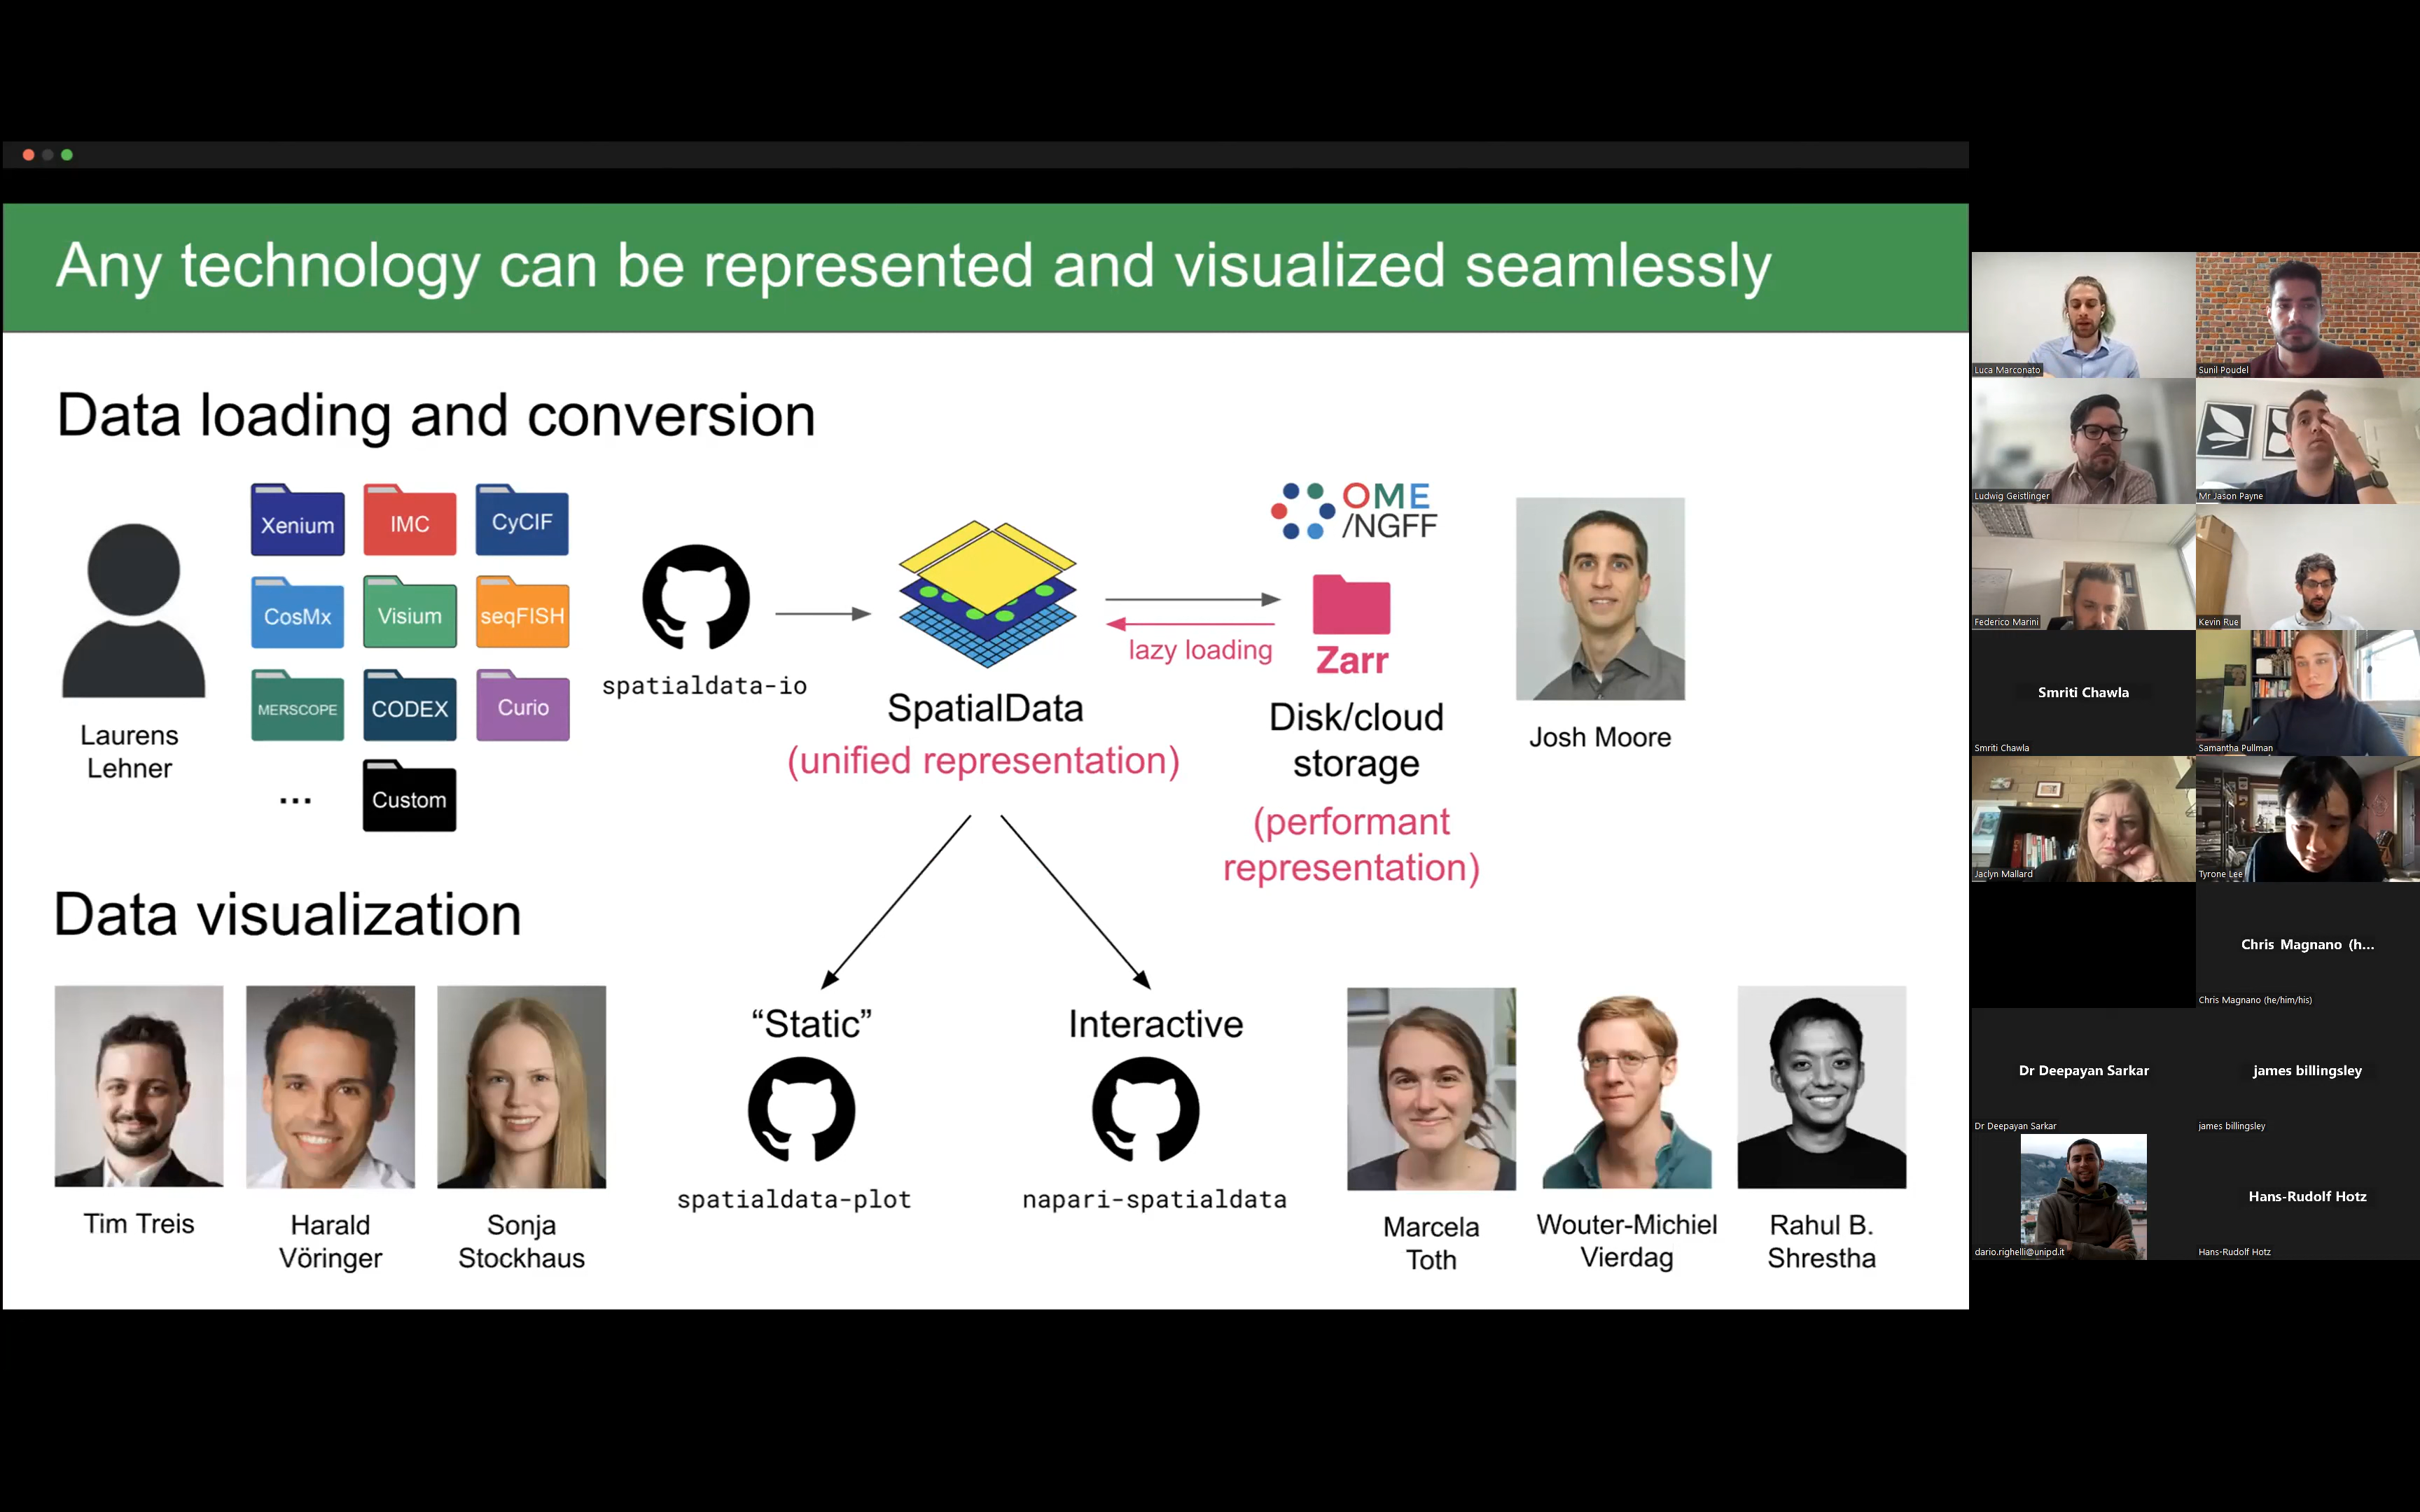 Any technology can be represented and visualized seamlessly
Data loading and conversion
Laurens
Lehner
Xenium
IMC
CyCIF
CosMx
Visium
seqFISH
MERSCOPE
CODEX
Curio
...
Custom
spatialdata-io
SpatialData
(unified representation)
lazy loading
OME
/NGFF
Zarr
Disk/cloud
storage
(performant
representation)
Josh Moore
Data visualization
Tim Treis
Harald
Vöringer
Sonja
Stockhaus
“Static”
spatialdata-plot
Interactive
napari-spatialdata
Marcela
Toth
Wouter-Michiel
Vierdag
Rahul B.
Shrestha
Luca Marconato
Sunil Poudel
Ludwig Geistlinger
Mr Jason Payne
Federico Marini
Kevin Rue
Smriti Chawla
Smriti Chawla
Samantha Pullman
Jaclyn Mallard
Tyrone Lee
Chris Magnano (h...
Chris Magnano (he/him/his)
Dr Deepayan Sarkar
Dr Deepayan Sarkar
james billingsley
james billingsley
dario.righelli@unipd.it
Hans-Rudolf Hotz
Hans-Rudolf Hotz